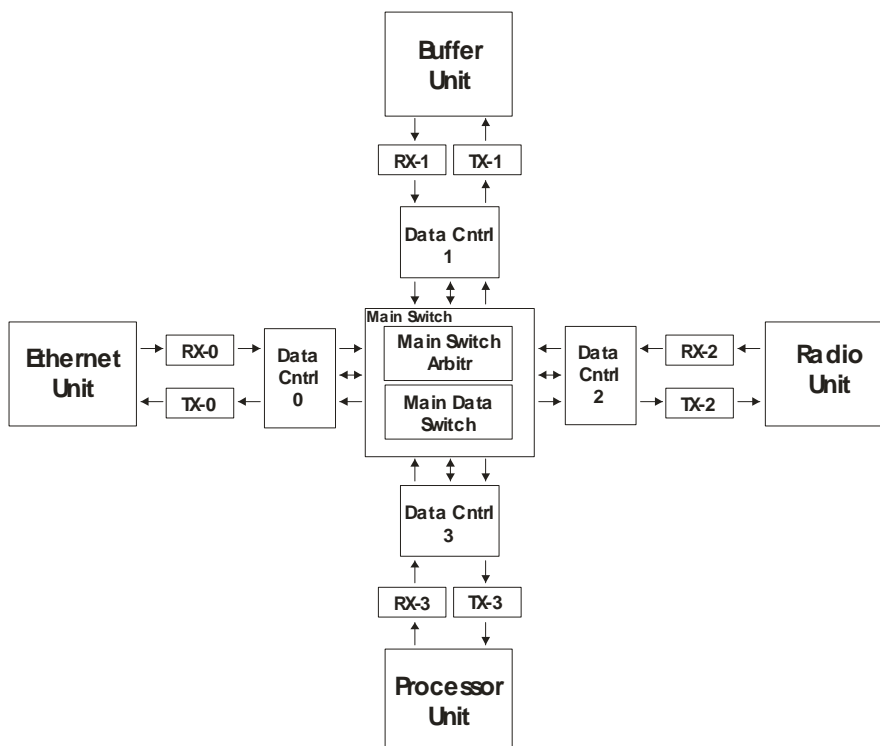 Buffer
Unit
RX-1
TX-1
Data Cntrl
1
Main Switch
Main Switch
Arbitr
Main Data
Switch
Ethernet
Unit
RX-0
TX-0
Data
Cntrl
0
Data
Cntrl
2
RX-2
TX-2
Radio
Unit
Data Cntrl
3
RX-3
TX-3
Processor
Unit